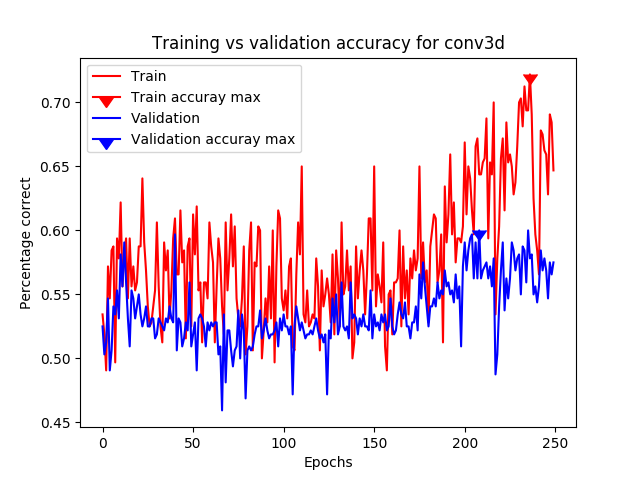 Training vs validation accuracy for conv3d
Train
Train accuray max
Validation
Validation accuray max
Percentage correct
0.70
0.65
0.60
0.55
0.50
0.45
0
50
100
150
200
250
Epochs